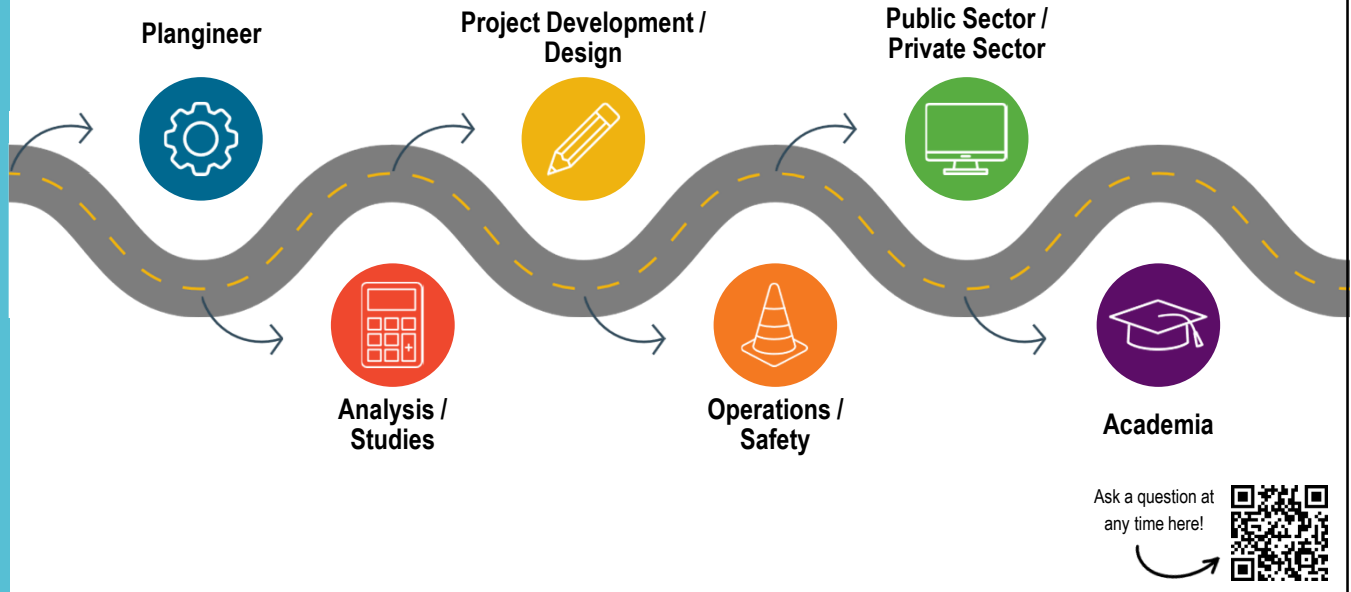 Plangineer
Project Development /
Design
Public Sector /
Private Sector
Analysis /
Studies
Operations /
Safety
Academia
Ask a question at
any time here!